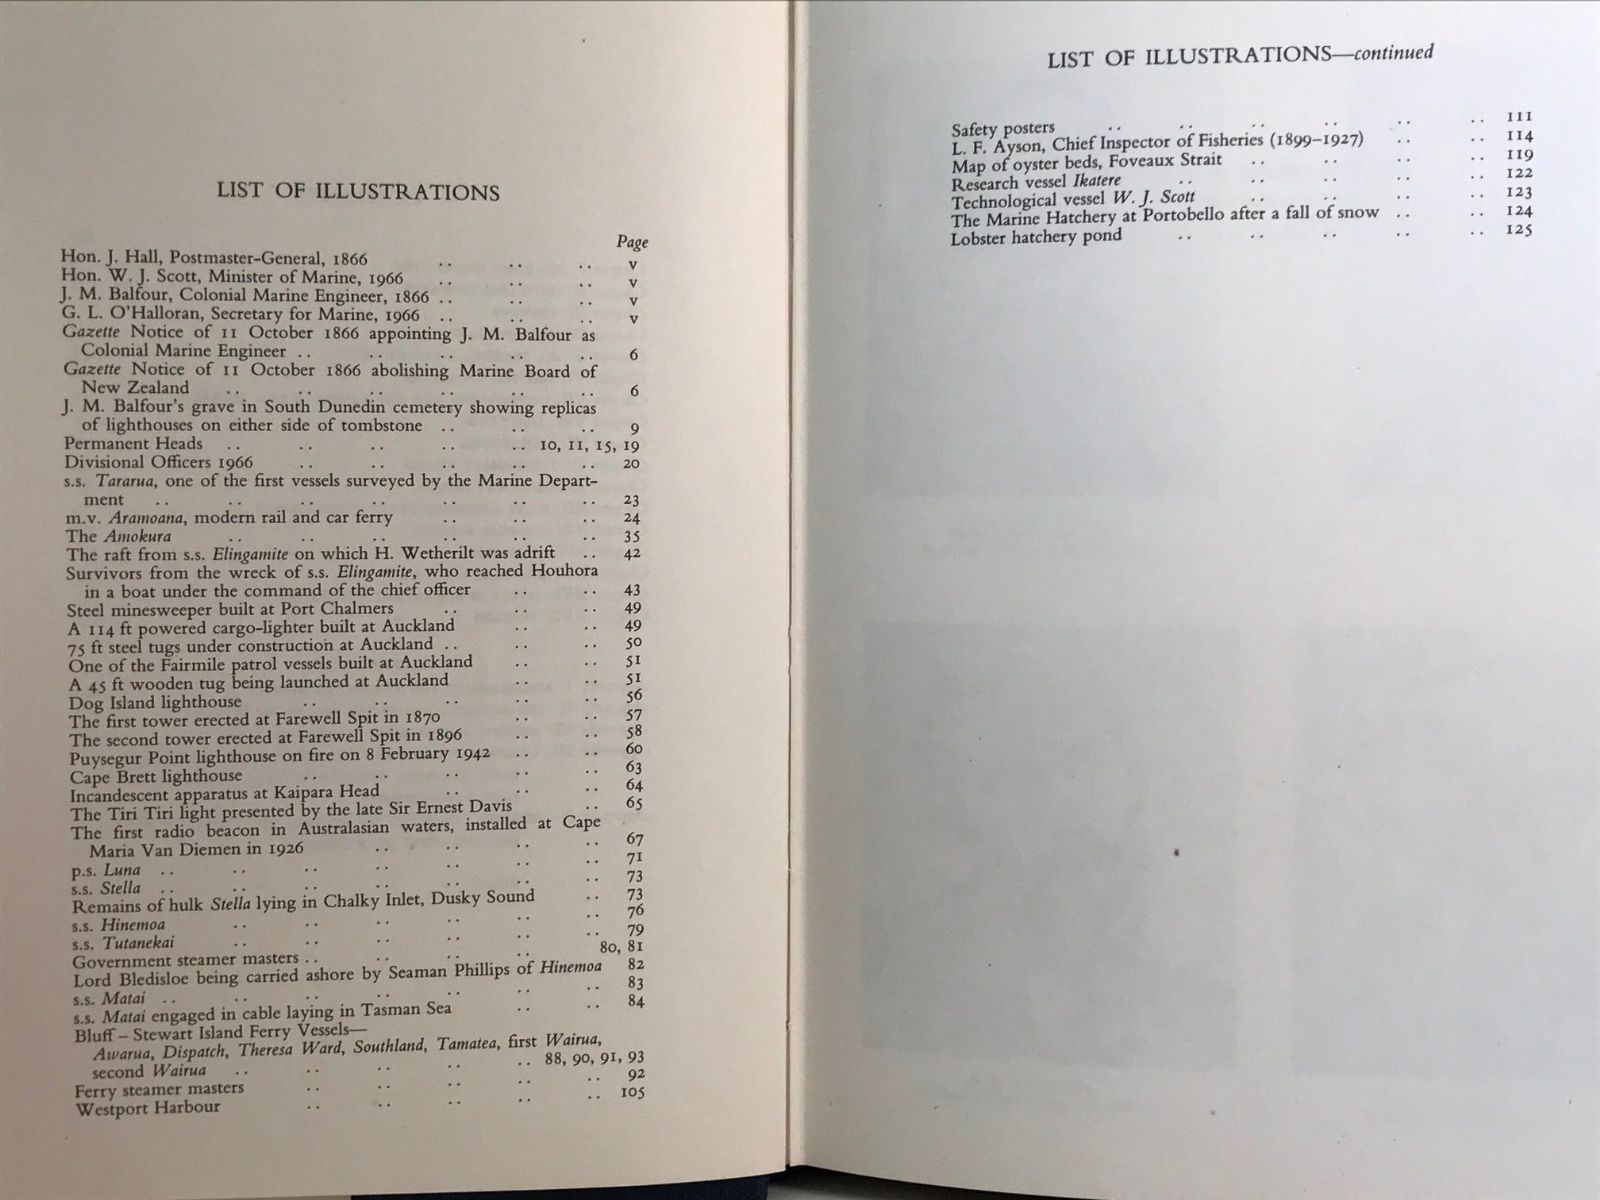 LIST OF ILLUSTRATIONS
Page
Hon. J. Hall, Postmaster-General, 1866 .. .. .. v
Hon. W. J. Scott, Minister of Marine, 1966 .. .. .. v
J. M. Balfour, Colonial Marine Engineer, 1866 .. .. .. v
G. L. O'Halloran, Secretary for Marine, 1966 .. .. .. v
Gazette Notice of 11 October 1866 appointing J. M. Balfour as
Colonial Marine Engineer .. .. .. .. .. 6
Gazette Notice of 11 October 1866 abolishing Marine Board of
New Zealand .. .. .. .. .. .. 6
J. M. Balfour's grave in South Dunedin cemetery showing replicas
of lighthouses on either side of tombstone .. .. .. 9
Permanent Heads .. .. .. .. .. 10, 11, 15, 19
Divisional Officers 1966 .. .. .. .. .. 20
s.s. Tararua, one of the first vessels surveyed by the Marine Depart-
ment .. .. .. .. .. .. .. 23
m.v. Aramoana, modern rail and car ferry .. .. .. 24
The Amokura .. .. .. .. .. .. 35
The raft from s.s. Elingamite on which H. Wetherilt was adrift .. 42
Survivors from the wreck of s.s. Elingamite, who reached Houhora
in a boat under the command of the chief officer .. .. 43
Steel minesweeper built at Port Chalmers .. .. .. 49
A 114 ft powered cargo-lighter built at Auckland .. .. 49
75 ft steel tugs under construction at Auckland .. .. .. 50
One of the Fairmile patrol vessels built at Auckland .. .. 51
A 45 ft wooden tug being launched at Auckland .. .. 51
Dog Island lighthouse .. .. .. .. .. 56
The first tower erected at Farewell Spit in 1870 .. .. 57
The second tower erected at Farewell Spit in 1896 .. .. 58
Puysegur Point lighthouse on fire on 8 February 1942 .. .. 60
Cape Brett lighthouse .. .. .. .. .. 63
Incandescent apparatus at Kaipara Head .. .. .. 64
The Tiri Tiri light presented by the late Sir Ernest Davis .. 65
The first radio beacon in Australasian waters, installed at Cape
Maria Van Diemen in 1926 .. .. .. .. 67
p.s. Luna .. .. .. .. .. .. .. 71
s.s. Stella .. .. .. .. .. .. .. 73
Remains of hulk Stella lying in Chalky Inlet, Dusky Sound .. 73
s.s. Hinemoa .. .. .. .. .. .. 76
s.s. Tutanekai .. .. .. .. .. .. 79
Government steamer masters .. .. .. .. 80, 81
Lord Bledisloe being carried ashore by Seaman Phillips of Hinemoa 82
s.s. Matai .. .. .. .. .. .. .. 83
s.s. Matai engaged in cable laying in Tasman Sea .. .. 84
Bluff – Stewart Island Ferry Vessels—
Awarua, Dispatch, Theresa Ward, Southland, Tamatea, first Wairua,
second Wairua .. .. .. .. .. 88, 90, 91, 93
Ferry steamer masters .. .. .. .. .. 92
Westport Harbour .. .. .. .. .. 105
LIST OF ILLUSTRATIONS—continued
Safety posters .. .. .. .. .. .. 111
L. F. Ayson, Chief Inspector of Fisheries (1899–1927) .. .. 114
Map of oyster beds, Foveaux Strait .. .. .. .. 119
Research vessel Ikatere .. .. .. .. .. 122
Technological vessel W. J. Scott .. .. .. .. 123
The Marine Hatchery at Portobello after a fall of snow .. .. 124
Lobster hatchery pond .. .. .. .. .. 125